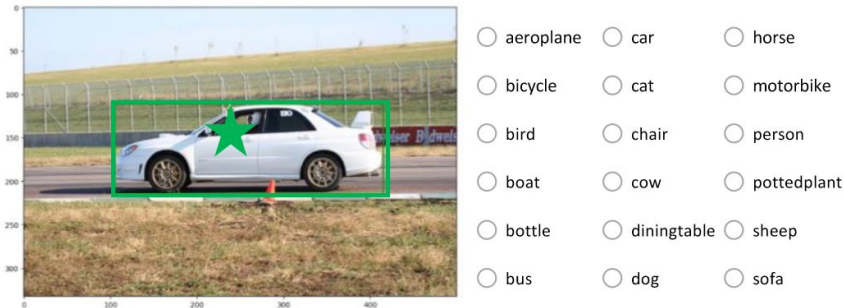 0
50
100
150
200
250
300
0
100
200
300
400
Budweiser
aeroplane
car
horse
bicycle
cat
motorbike
bird
chair
person
boat
cow
pottedplant
bottle
diningtable
sheep
bus
dog
sofa